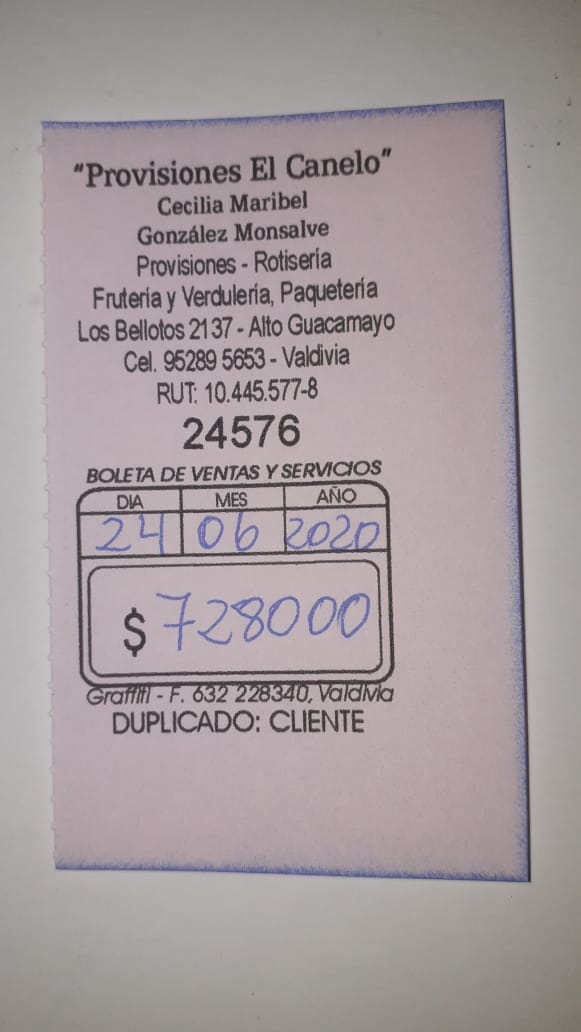 “Provisiones El Canelo”
Cecilia Maribel
González Monsalve
Provisiones - Rotisería
Frutería y Verdulería, Paquetería
Los Bellotos 2137 - Alto Guacamayo
Cel. 95289 5653 - Valdivia
RUT: 10.445.577-8
24576
BOLETA DE VENTAS Y SERVICIOS
DIA MES AÑO
24 06 2020
$ 728000
Graffiti - F. 632 228340, Valdivia
DUPLICADO: CLIENTE